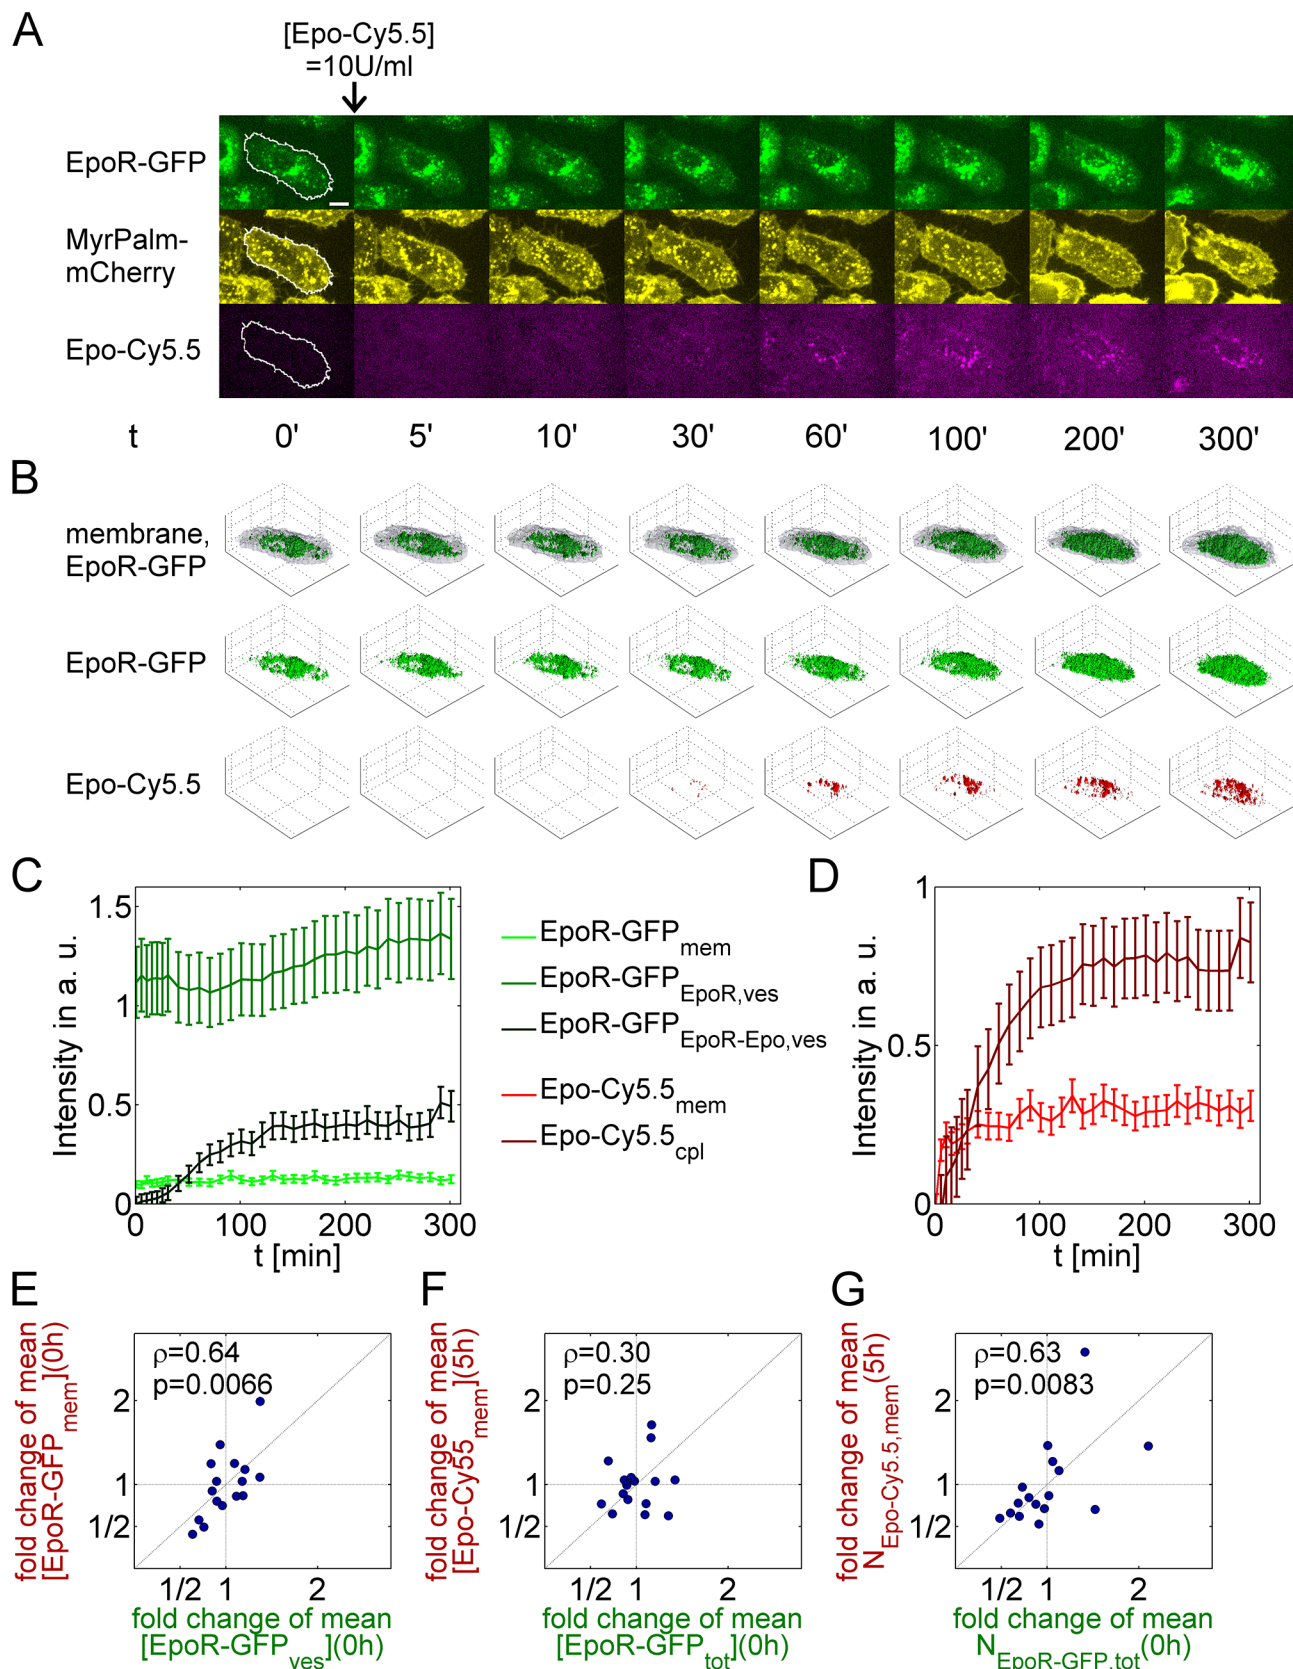 A
[Epo-Cy5.5]
=10U/ml
EpoR-GFP
MyrPalm-
mCherry
Epo-Cy5.5
t 0' 5' 10' 30' 60' 100' 200' 300'
B
membrane,
EpoR-GFP
EpoR-GFP
Epo-Cy5.5
C
Intensity in a. u.
1.5
1
0.5
0
0 100 200 300
t [min]
EpoR-GFPmem
EpoR-GFPEpoR,ves
EpoR-GFPEpoR-Epo,ves
Epo-Cy5.5mem
Epo-Cy5.5cpl
D
Intensity in a. u.
1
0.5
0
0 100 200 300
t [min]
E
fold change of mean
[EpoR-GFPmem](0h)
ρ=0.64
p=0.0066
2
1
1/2
1/2 1 2
fold change of mean
[EpoR-GFPves](0h)
F
fold change of mean
[Epo-Cy55mem](5h)
ρ=0.30
p=0.25
2
1
1/2
1/2 1 2
fold change of mean
[EpoR-GFPtot](0h)
G
fold change of mean
NEpo-Cy5.5,mem(5h)
ρ=0.63
p=0.0083
2
1
1/2
1/2 1 2
fold change of mean
NEpoR-GFP,tot(0h)